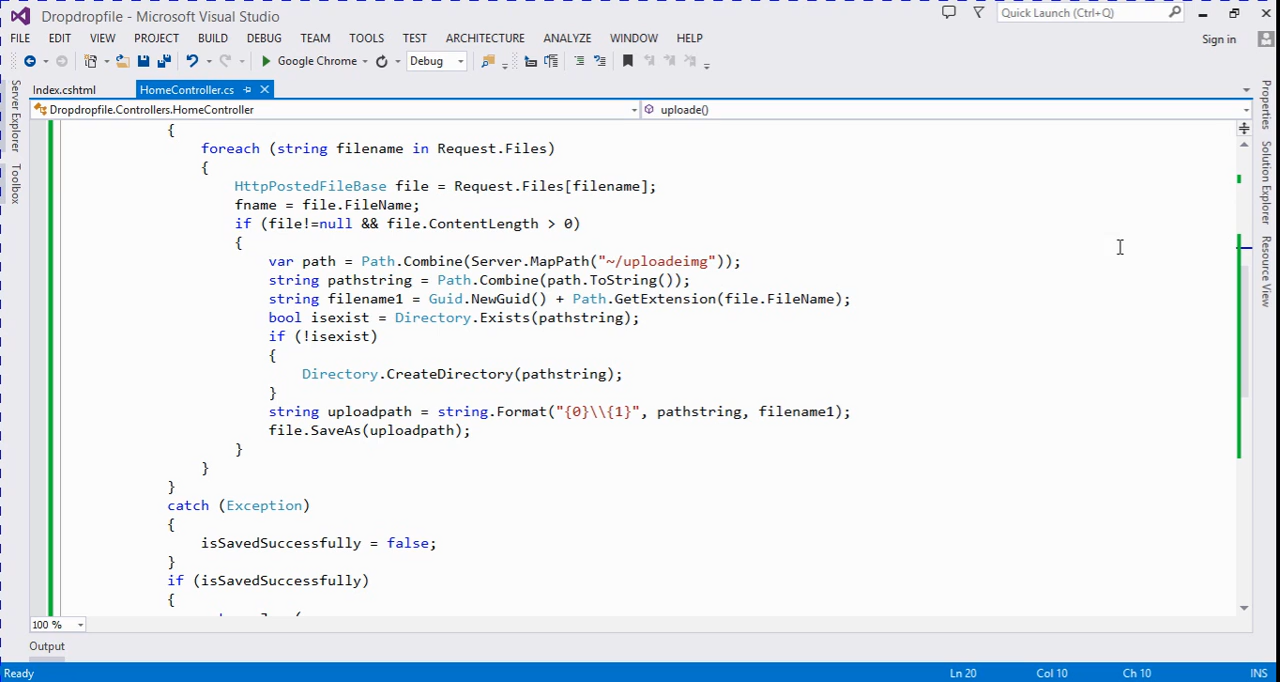 Dropdropfile - Microsoft Visual Studio
Quick Launch (Ctrl+Q)
FILE EDIT VIEW PROJECT BUILD DEBUG TEAM TOOLS TEST ARCHITECTURE ANALYZE WINDOW HELP
Sign in
Google Chrome
Debug
Server Explorer
Toolbox
Index.cshtml
HomeController.cs
Dropdropfile.Controllers.HomeController
uploade()
Properties
Solution Explorer
Resource View
{
foreach (string filename in Request.Files)
{
HttpPostedFileBase file = Request.Files[filename];
fname = file.FileName;
if (file!=null && file.ContentLength > 0)
{
var path = Path.Combine(Server.MapPath("~/uploadeimg"));
string pathstring = Path.Combine(path.ToString());
string filename1 = Guid.NewGuid() + Path.GetExtension(file.FileName);
bool isexist = Directory.Exists(pathstring);
if (!isexist)
{
Directory.CreateDirectory(pathstring);
}
string uploadpath = string.Format("{0}\\{1}", pathstring, filename1);
file.SaveAs(uploadpath);
}
}
}
catch (Exception)
{
isSavedSuccessfully = false;
}
if (isSavedSuccessfully)
{
100 %
Output
Ready
Ln 20 Col 10 Ch 10 INS